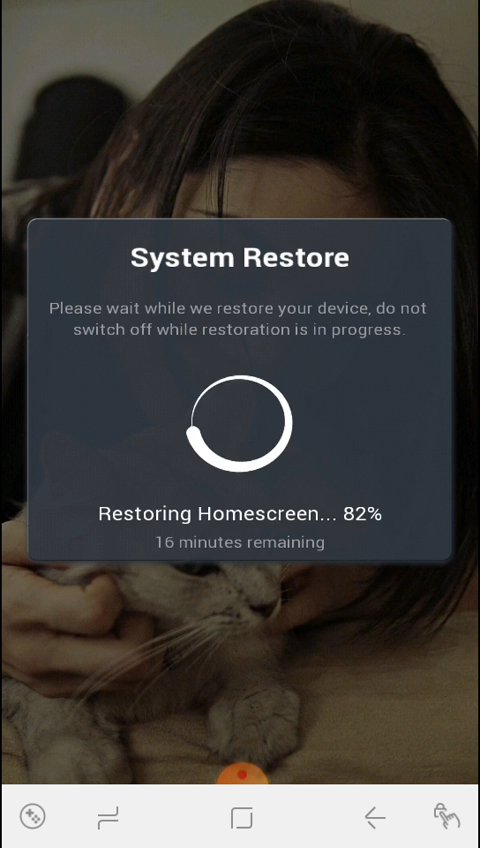 System Restore
Please wait while we restore your device, do not
switch off while restoration is in progress.
Restoring Homescreen... 82%
16 minutes remaining